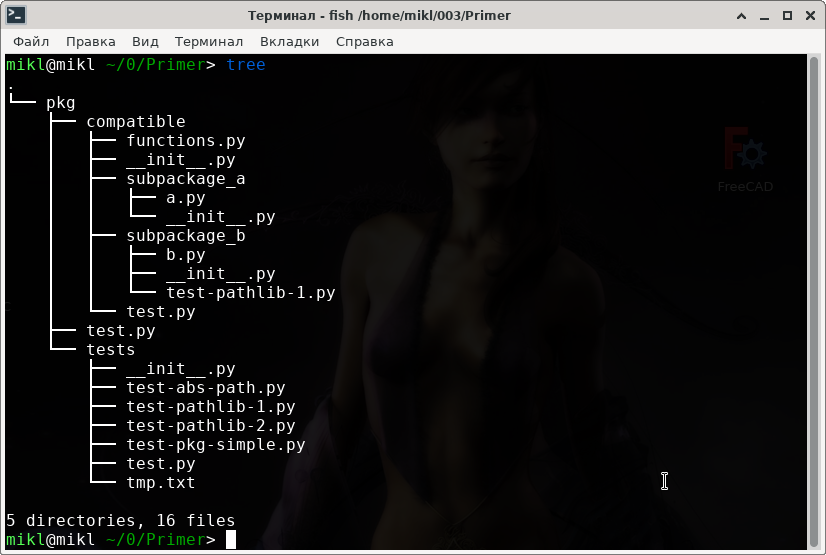 Терминал - fish /home/mikl/003/Primer
Файл Правка Вид Терминал Вкладки Справка
mikl@mikl ~/0/Primer> tree
.
└── pkg
    ├── compatible
    │   ├── functions.py
    │   ├── __init__.py
    │   ├── subpackage_a
    │   │   ├── a.py
    │   │   └── __init__.py
    │   ├── subpackage_b
    │   │   ├── b.py
    │   │   ├── __init__.py
    │   │   └── test-pathlib-1.py
    │   └── test.py
    ├── test.py
    └── tests
        ├── __init__.py
        ├── test-abs-path.py
        ├── test-pathlib-1.py
        ├── test-pathlib-2.py
        ├── test-pkg-simple.py
        ├── test.py
        └── tmp.txt
5 directories, 16 files
mikl@mikl ~/0/Primer>
FreeCAD